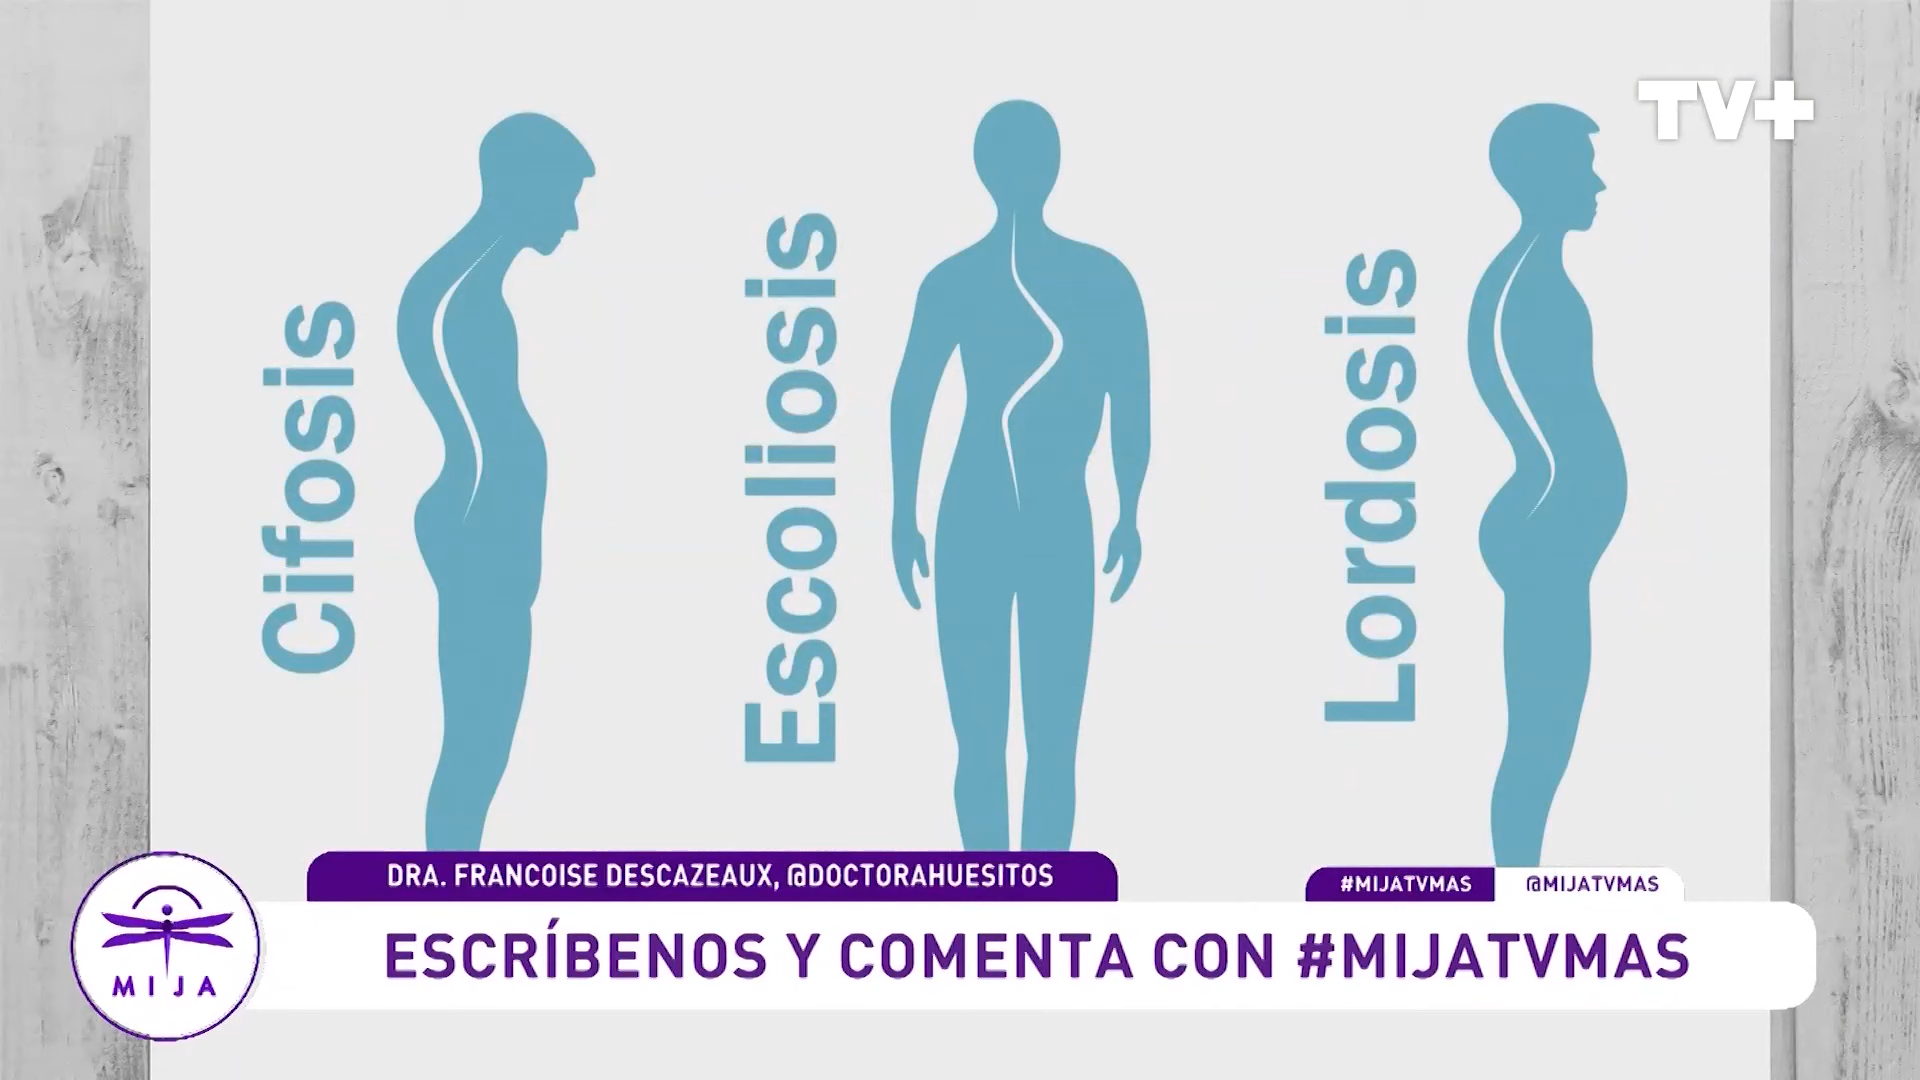 TV+
Cifosis
Escoliosis
Lordosis
DRA. FRANCOISE DESCAZEAUX, @DOCTORAHUESITOS
#MIJATVMAS
@MIJATVMAS
ESCRÍBENOS Y COMENTA CON #MIJATVMAS
MIJA